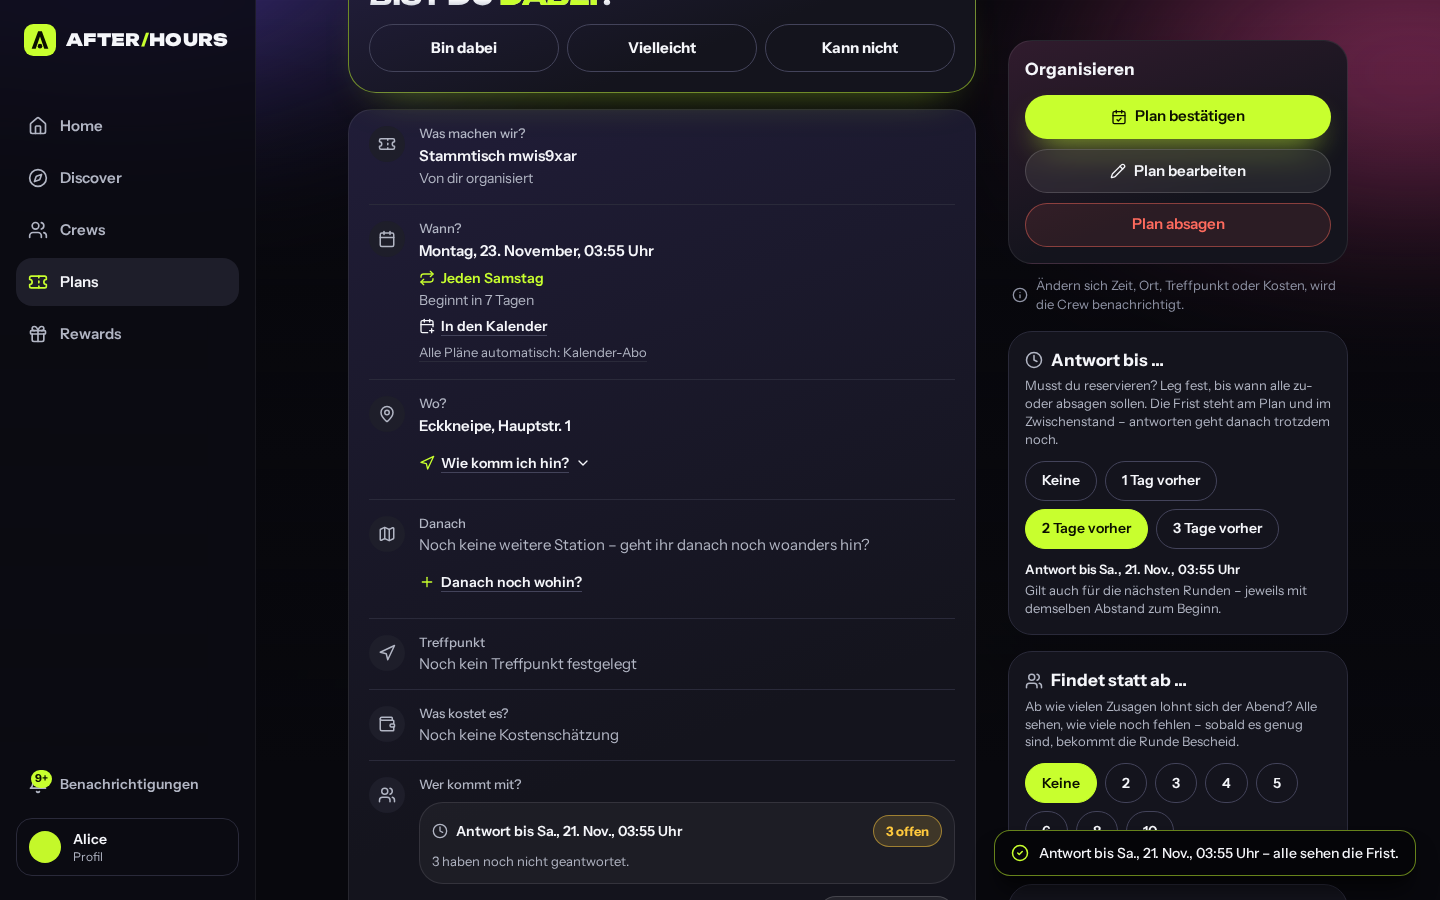 AFTER/HOURS
Home
Discover
Crews
Plans
Rewards
9+
Benachrichtigungen
Alice
Profil
BIST DU DABEI?
Bin dabei
Vielleicht
Kann nicht
Was machen wir?
Stammtisch mwis9xar
Von dir organisiert
Wann?
Montag, 23. November, 03:55 Uhr
Jeden Samstag
Beginnt in 7 Tagen
In den Kalender
Alle Pläne automatisch: Kalender-Abo
Wo?
Eckkneipe, Hauptstr. 1
Wie komm ich hin?
Danach
Noch keine weitere Station – geht ihr danach noch woanders hin?
Danach noch wohin?
Treffpunkt
Noch kein Treffpunkt festgelegt
Was kostet es?
Noch keine Kostenschätzung
Wer kommt mit?
Antwort bis Sa., 21. Nov., 03:55 Uhr
3 offen
3 haben noch nicht geantwortet.
Organisieren
Plan bestätigen
Plan bearbeiten
Plan absagen
Ändern sich Zeit, Ort, Treffpunkt oder Kosten, wird
die Crew benachrichtigt.
Antwort bis ...
Musst du reservieren? Leg fest, bis wann alle zu-
oder absagen sollen. Die Frist steht am Plan und im
Zwischenstand – antworten geht danach trotzdem
noch.
Keine
1 Tag vorher
2 Tage vorher
3 Tage vorher
Antwort bis Sa., 21. Nov., 03:55 Uhr
Gilt auch für die nächsten Runden – jeweils mit
demselben Abstand zum Beginn.
Findet statt ab ...
Ab wie vielen Zusagen lohnt sich der Abend? Alle
sehen, wie viele noch fehlen – sobald es genug
sind, bekommt die Runde Bescheid.
Keine
2
3
4
5
6
8
10
Antwort bis Sa., 21. Nov., 03:55 Uhr – alle sehen die Frist.